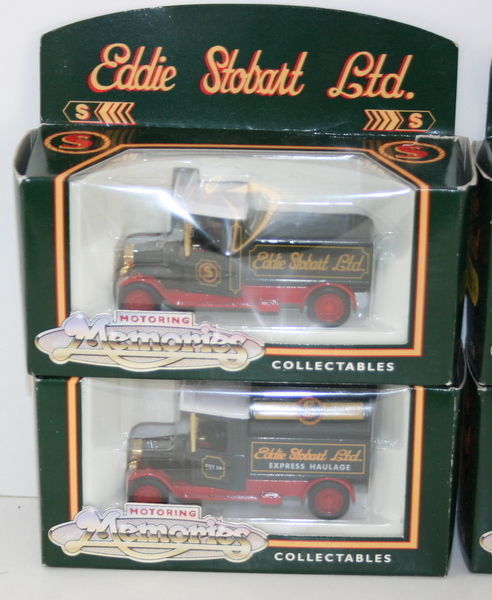 Eddie Stobart Ltd.
S S
S S
Eddie Stobart Ltd.
S
MOTORING
Memories
COLLECTABLES
S
Eddie Stobart Ltd.
EXPRESS HAULAGE
MOTORING
Memories
COLLECTABLES